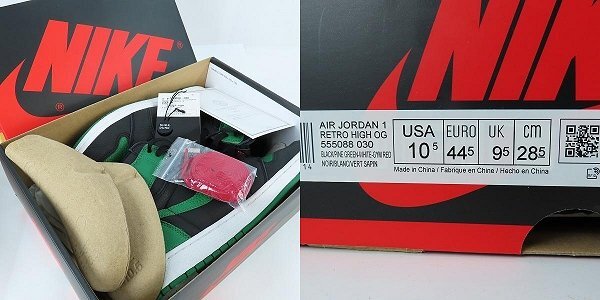 NIKE
®
NIKE
AIR JORDAN 1
RETRO HIGH OG
555088 030
BLACK/PINE GREEN-WHITE-GYM RED
NOIR/BLANC/VERT SAPIN
USA EURO UK cm
10⁵ 44⁵ 9⁵ 28⁵
Made in China / Fabriqué en Chine / Hecho en China
14